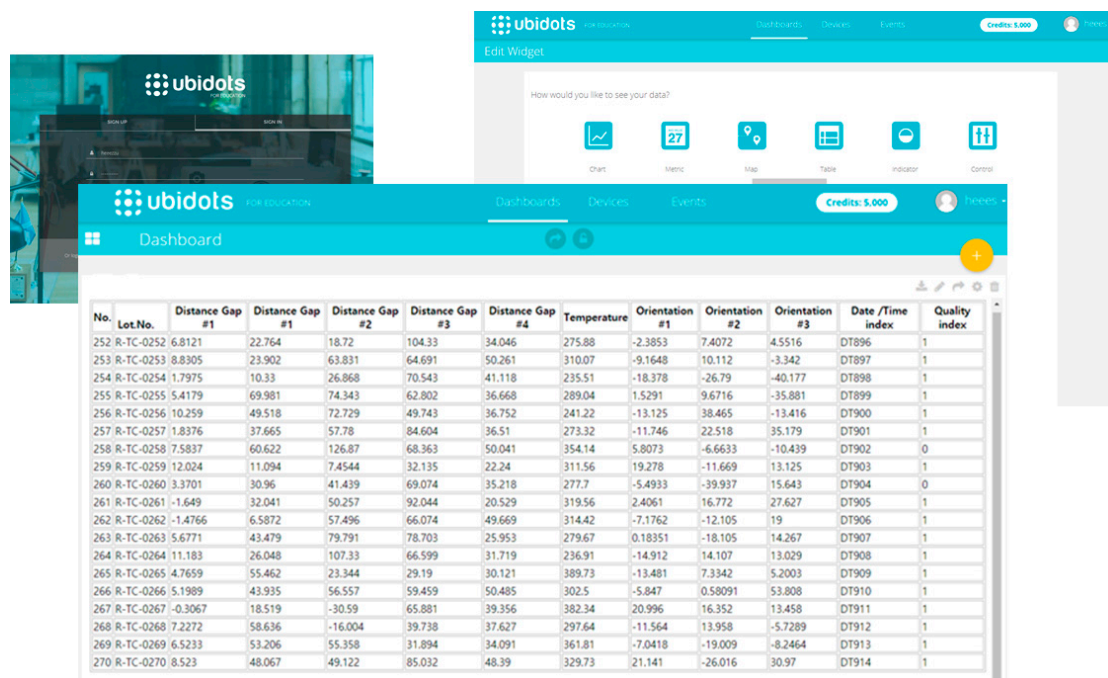 ubidots
FOR EDUCATION
SIGN UP SIGN IN
ubidots FOR EDUCATION Dashboards Devices Events Credits: 5,000 heees
Edit Widget
How would you like to see your data?
27
Chart Metric Map Table Indicator Control
ubidots FOR EDUCATION Dashboards Devices Events Credits: 5,000 heees
Dashboard
+
No. Lot.No. Distance Gap #1 Distance Gap #1 Distance Gap #2 Distance Gap #3 Distance Gap #4 Temperature Orientation #1 Orientation #2 Orientation #3 Date /Time index Quality index
252 R-TC-0252 6.8121 22.764 18.72 104.33 34.046 275.88 -2.3853 7.4072 4.5516 DT896 1
253 R-TC-0253 8.8305 23.902 63.831 64.691 50.261 310.07 -9.1648 10.112 -3.342 DT897 1
254 R-TC-0254 1.7975 10.33 26.868 70.543 41.118 235.51 -18.378 -26.79 -40.177 DT898 1
255 R-TC-0255 5.4179 69.981 74.343 62.802 36.668 289.04 1.5291 9.6716 -35.881 DT899 1
256 R-TC-0256 10.259 49.518 72.729 49.743 36.752 241.22 -13.125 38.465 -13.416 DT900 1
257 R-TC-0257 1.8376 37.665 57.78 84.604 36.51 273.32 -11.746 22.518 35.179 DT901 1
258 R-TC-0258 7.5837 60.622 126.87 68.363 50.041 354.14 5.8073 -6.6633 -10.439 DT902 0
259 R-TC-0259 12.024 11.094 7.4544 32.135 22.24 311.56 19.278 -11.669 13.125 DT903 1
260 R-TC-0260 3.3701 30.96 41.439 69.074 35.218 277.7 -5.4933 -39.937 15.643 DT904 0
261 R-TC-0261 -1.649 32.041 50.257 92.044 20.529 319.56 2.4061 16.772 27.627 DT905 1
262 R-TC-0262 -1.4766 6.5872 57.496 66.074 49.669 314.42 -7.1762 -12.105 19 DT906 1
263 R-TC-0263 5.6771 43.479 79.791 78.703 25.953 279.67 0.18351 -18.105 14.267 DT907 1
264 R-TC-0264 11.183 26.048 107.33 66.599 31.719 236.91 -14.912 14.107 13.029 DT908 1
265 R-TC-0265 4.7659 55.462 23.344 29.19 30.121 389.73 -13.481 7.3342 5.2003 DT909 1
266 R-TC-0266 5.1989 43.935 56.557 59.459 50.485 302.5 -5.847 0.58091 53.808 DT910 1
267 R-TC-0267 -0.3067 18.519 -30.59 65.881 39.356 382.34 20.996 16.352 13.458 DT911 1
268 R-TC-0268 7.2272 58.636 -16.004 39.738 37.627 297.64 -11.564 13.958 -5.7289 DT912 1
269 R-TC-0269 6.5233 53.206 55.358 31.894 34.091 361.81 -7.0418 -19.009 -8.2464 DT913 1
270 R-TC-0270 8.523 48.067 49.122 85.032 48.39 329.73 21.141 -26.016 30.97 DT914 1